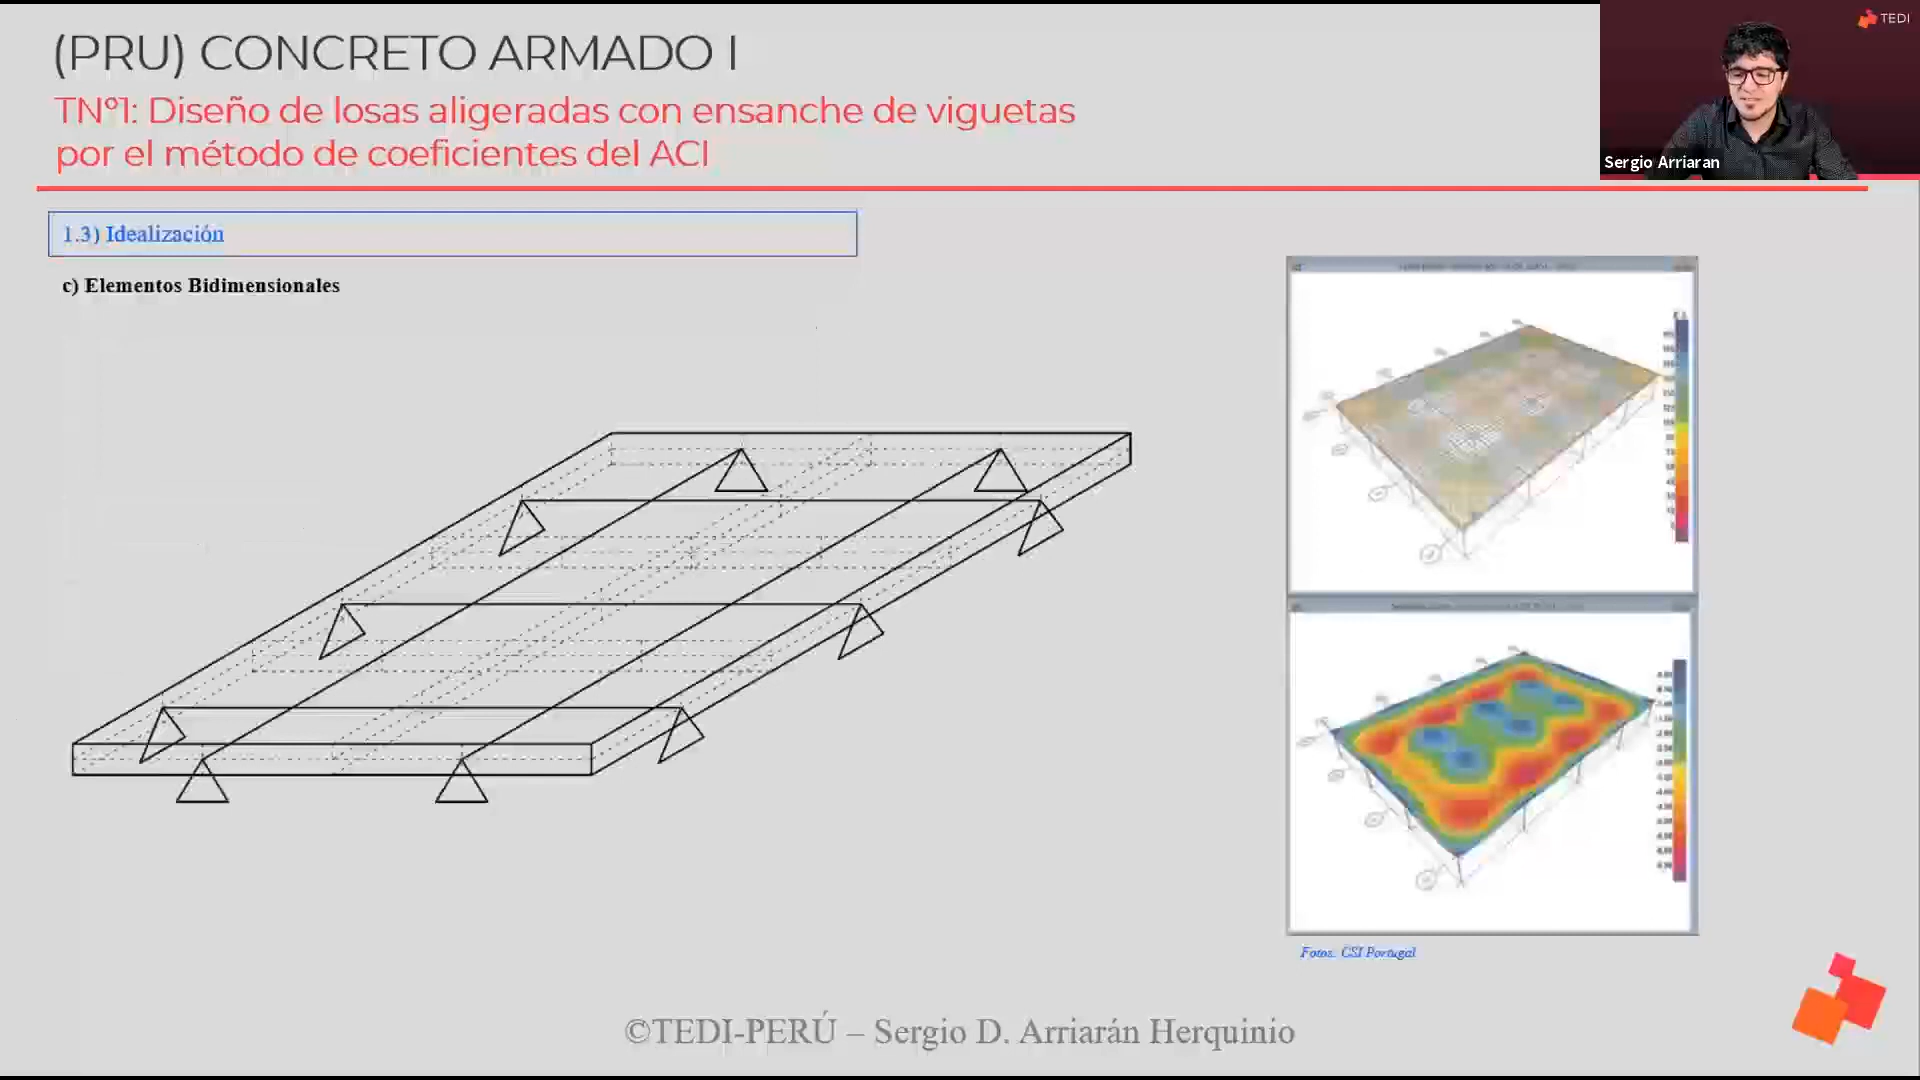 (PRU) CONCRETO ARMADO I
TEDI
TNº1: Diseño de losas aligeradas con ensanche de viguetas
por el método de coeficientes del ACI
Sergio Arriaran
1.3) Idealización
c) Elementos Bidimensionales
Fotos: CSI Portugal
©TEDI-PERÚ – Sergio D. Arriarán Herquinio